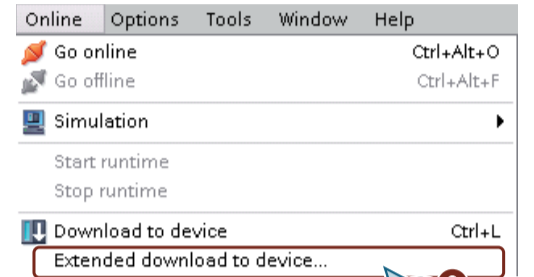 Online Options Tools Window Help
Go online Ctrl+Alt+O
Go offline Ctrl+Alt+F
Simulation
Start runtime
Stop runtime
Download to device Ctrl+L
Extended download to device...